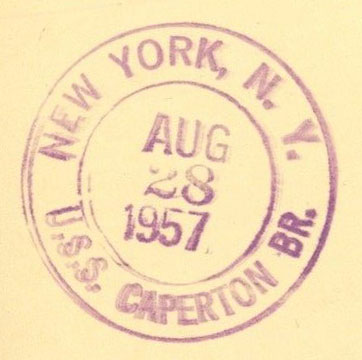 NEW YORK, N. Y.
AUG
28
1957
U.S.S. CAPERTON BR.